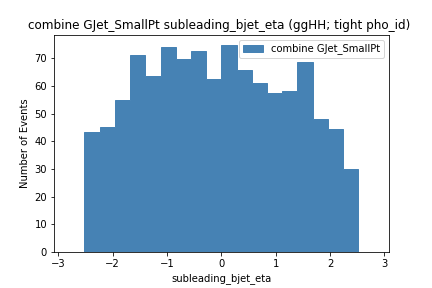 combine GJet_SmallPt subleading_bjet_eta (ggHH; tight pho_id)
combine GJet_SmallPt
Number of Events
70
60
50
40
30
20
10
0
−3 −2 −1 0 1 2 3
subleading_bjet_eta